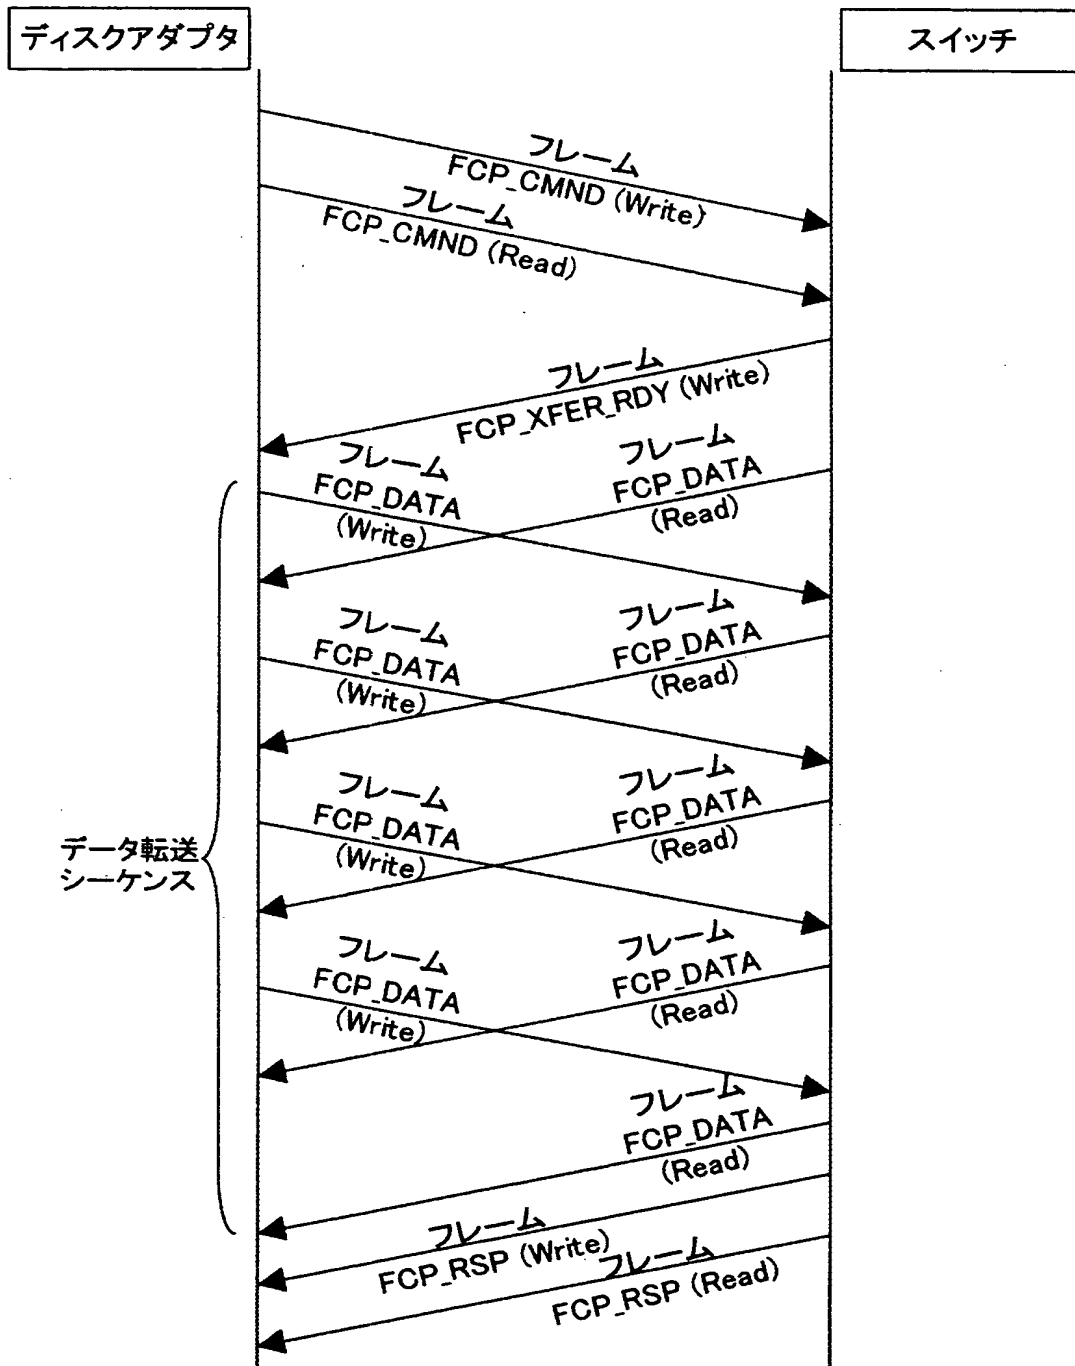 ディスクアダプタ
スイッチ
フレーム
FCP_CMND (Write)
フレーム
FCP_CMND (Read)
フレーム
FCP_XFER_RDY (Write)
フレーム
FCP_DATA
(Write)
フレーム
FCP_DATA
(Read)
フレーム
FCP_DATA
(Write)
フレーム
FCP_DATA
(Read)
フレーム
FCP_DATA
(Write)
フレーム
FCP_DATA
(Read)
データ転送
シーケンス
フレーム
FCP_DATA
(Write)
フレーム
FCP_DATA
(Read)
フレーム
FCP_DATA
(Read)
フレーム
FCP_RSP (Write)
フレーム
FCP_RSP (Read)